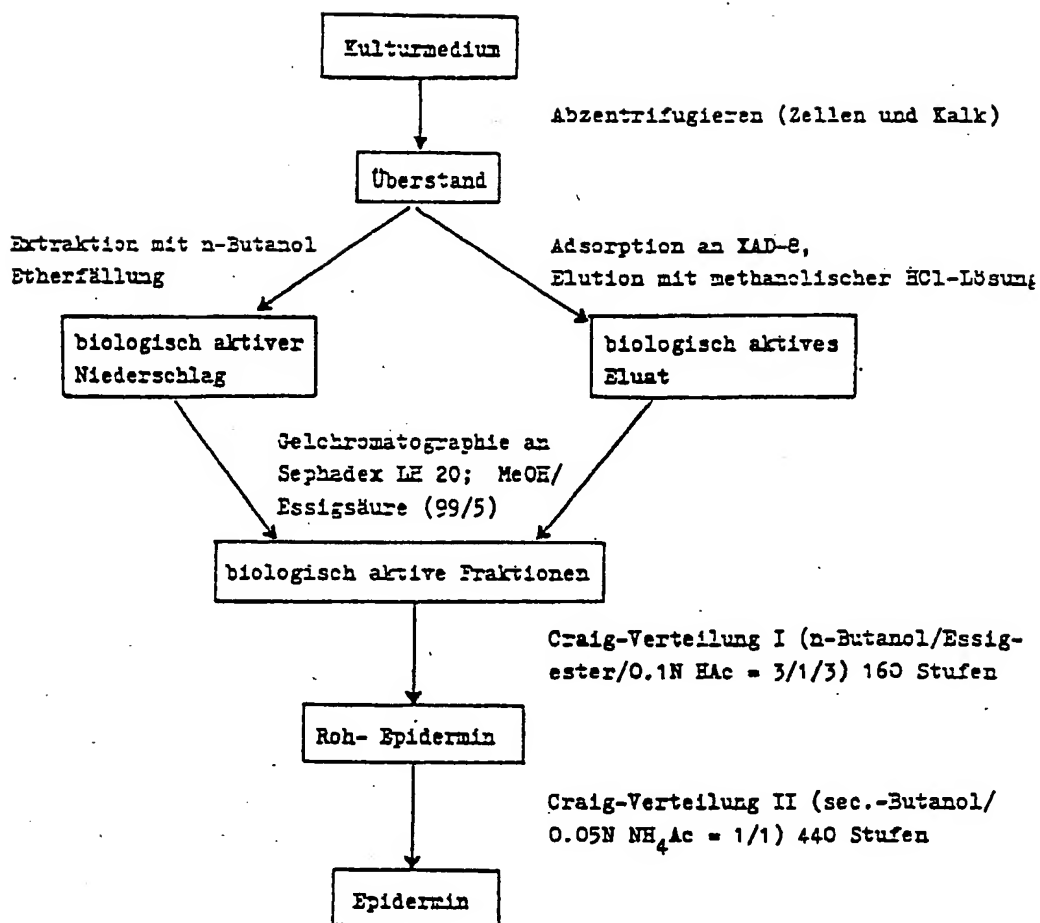 Kulturmedium
Abzentrifugieren (Zellen und Kalk)
Überstand
Extraktion mit n-Butanol
Etherfällung
Adsorption an XAD-8,
Elution mit methanolischer HCl-Lösung
biologisch aktiver
Niederschlag
biologisch aktives
Eluat
Gelchromatographie an
Sephadex LH 20; MeOH/
Essigsäure (99/5)
biologisch aktive Fraktionen
Craig-Verteilung I (n-Butanol/Essig-
ester/0.1N HAc = 3/1/3) 160 Stufen
Roh- Epidermin
Craig-Verteilung II (sec.-Butanol/
0.05N NH4Ac = 1/1) 440 Stufen
Epidermin